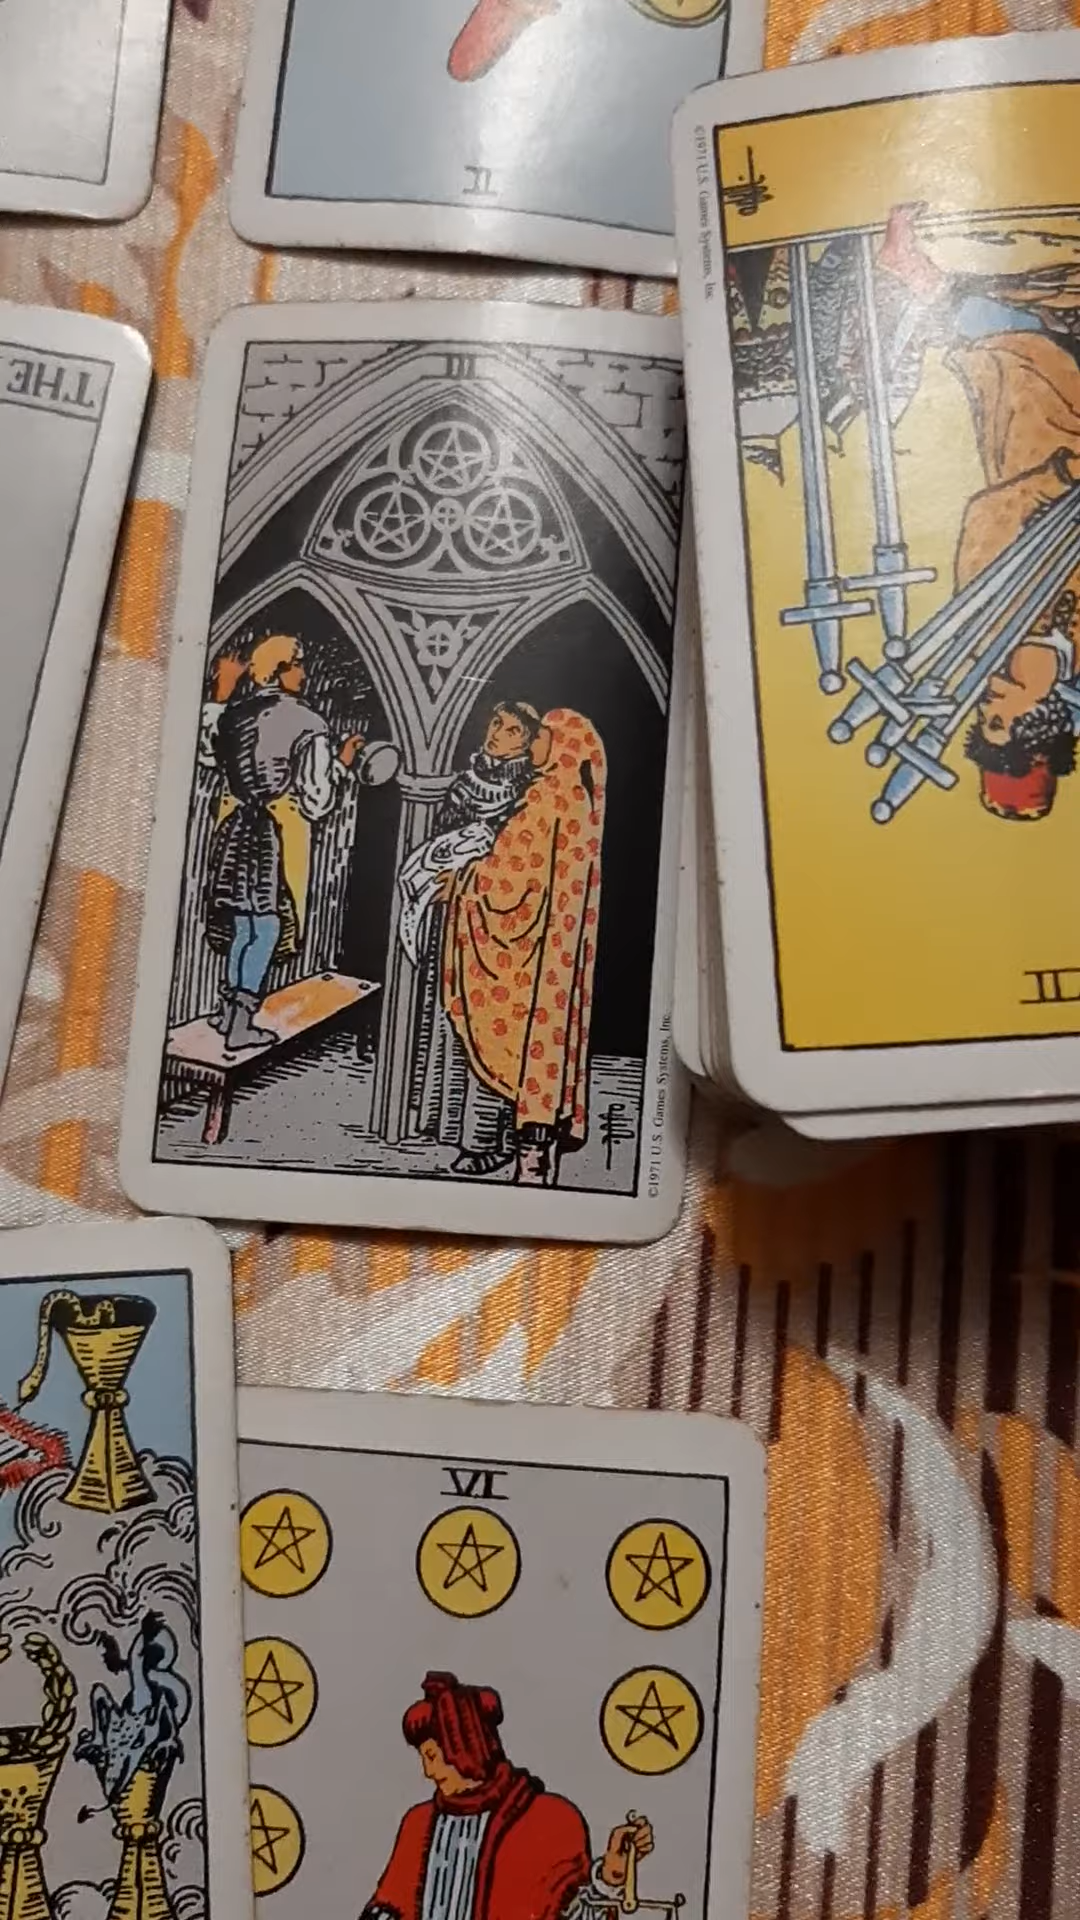 II
©1971 U.S. Games Systems, Inc.
THE
III
©1971 U.S. Games Systems, Inc.
II
VI